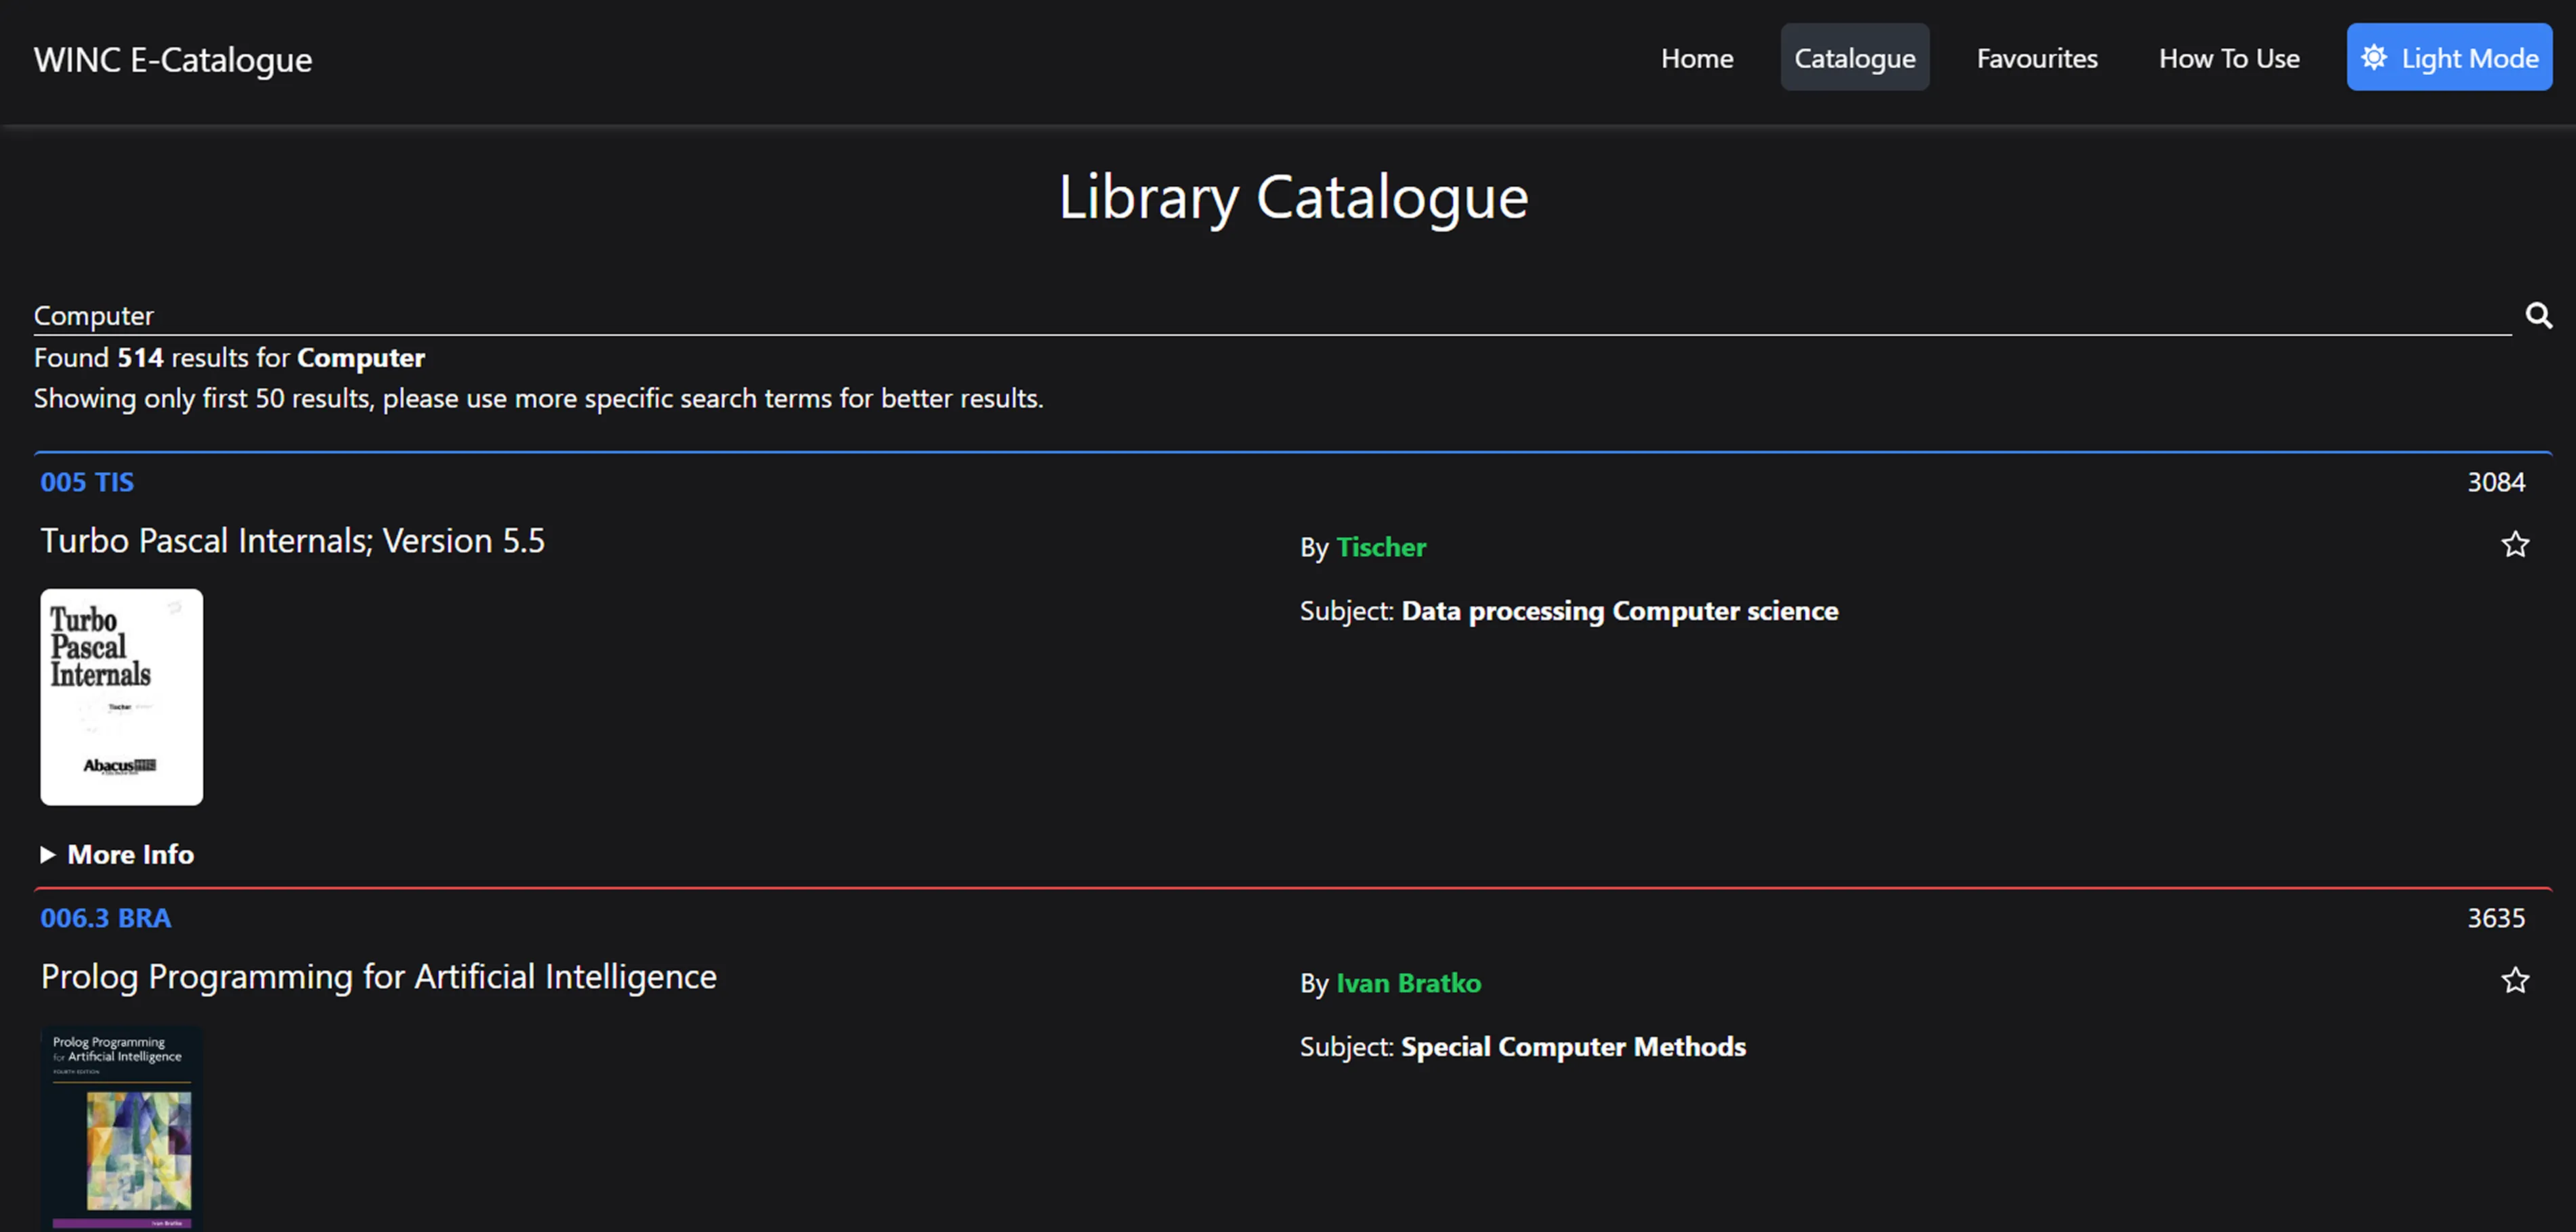 WINC E-Catalogue
Home
Catalogue
Favourites
How To Use
Light Mode
Library Catalogue
Computer
Found 514 results for Computer
Showing only first 50 results, please use more specific search terms for better results.
005 TIS
3084
Turbo Pascal Internals; Version 5.5
By Tischer
Subject: Data processing Computer science
Turbo
Pascal
Internals
Tischer
Abacus
More Info
006.3 BRA
3635
Prolog Programming for Artificial Intelligence
By Ivan Bratko
Subject: Special Computer Methods
Prolog Programming
for Artificial Intelligence
FOURTH EDITION
Ivan Bratko